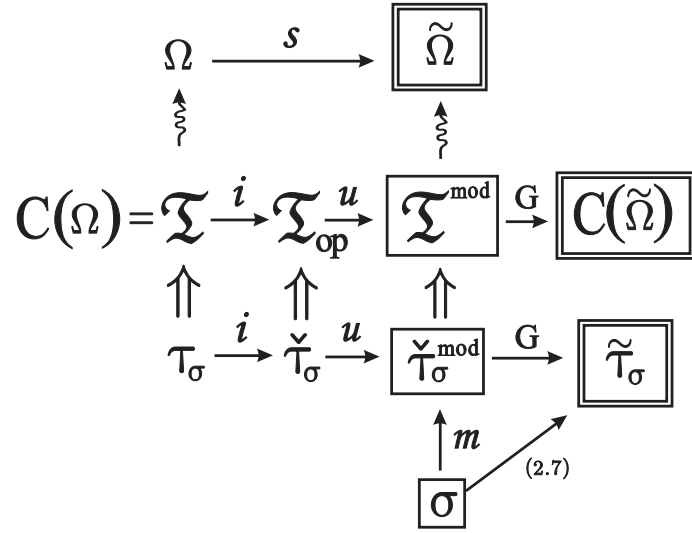 Ω s Ω̃
C(Ω) = 𝔗 i 𝔗op u 𝔗mod G C(Ω̃)
τσ i τ̌σ u τ̌σmod G τ̃σ
m (2.7)
σ